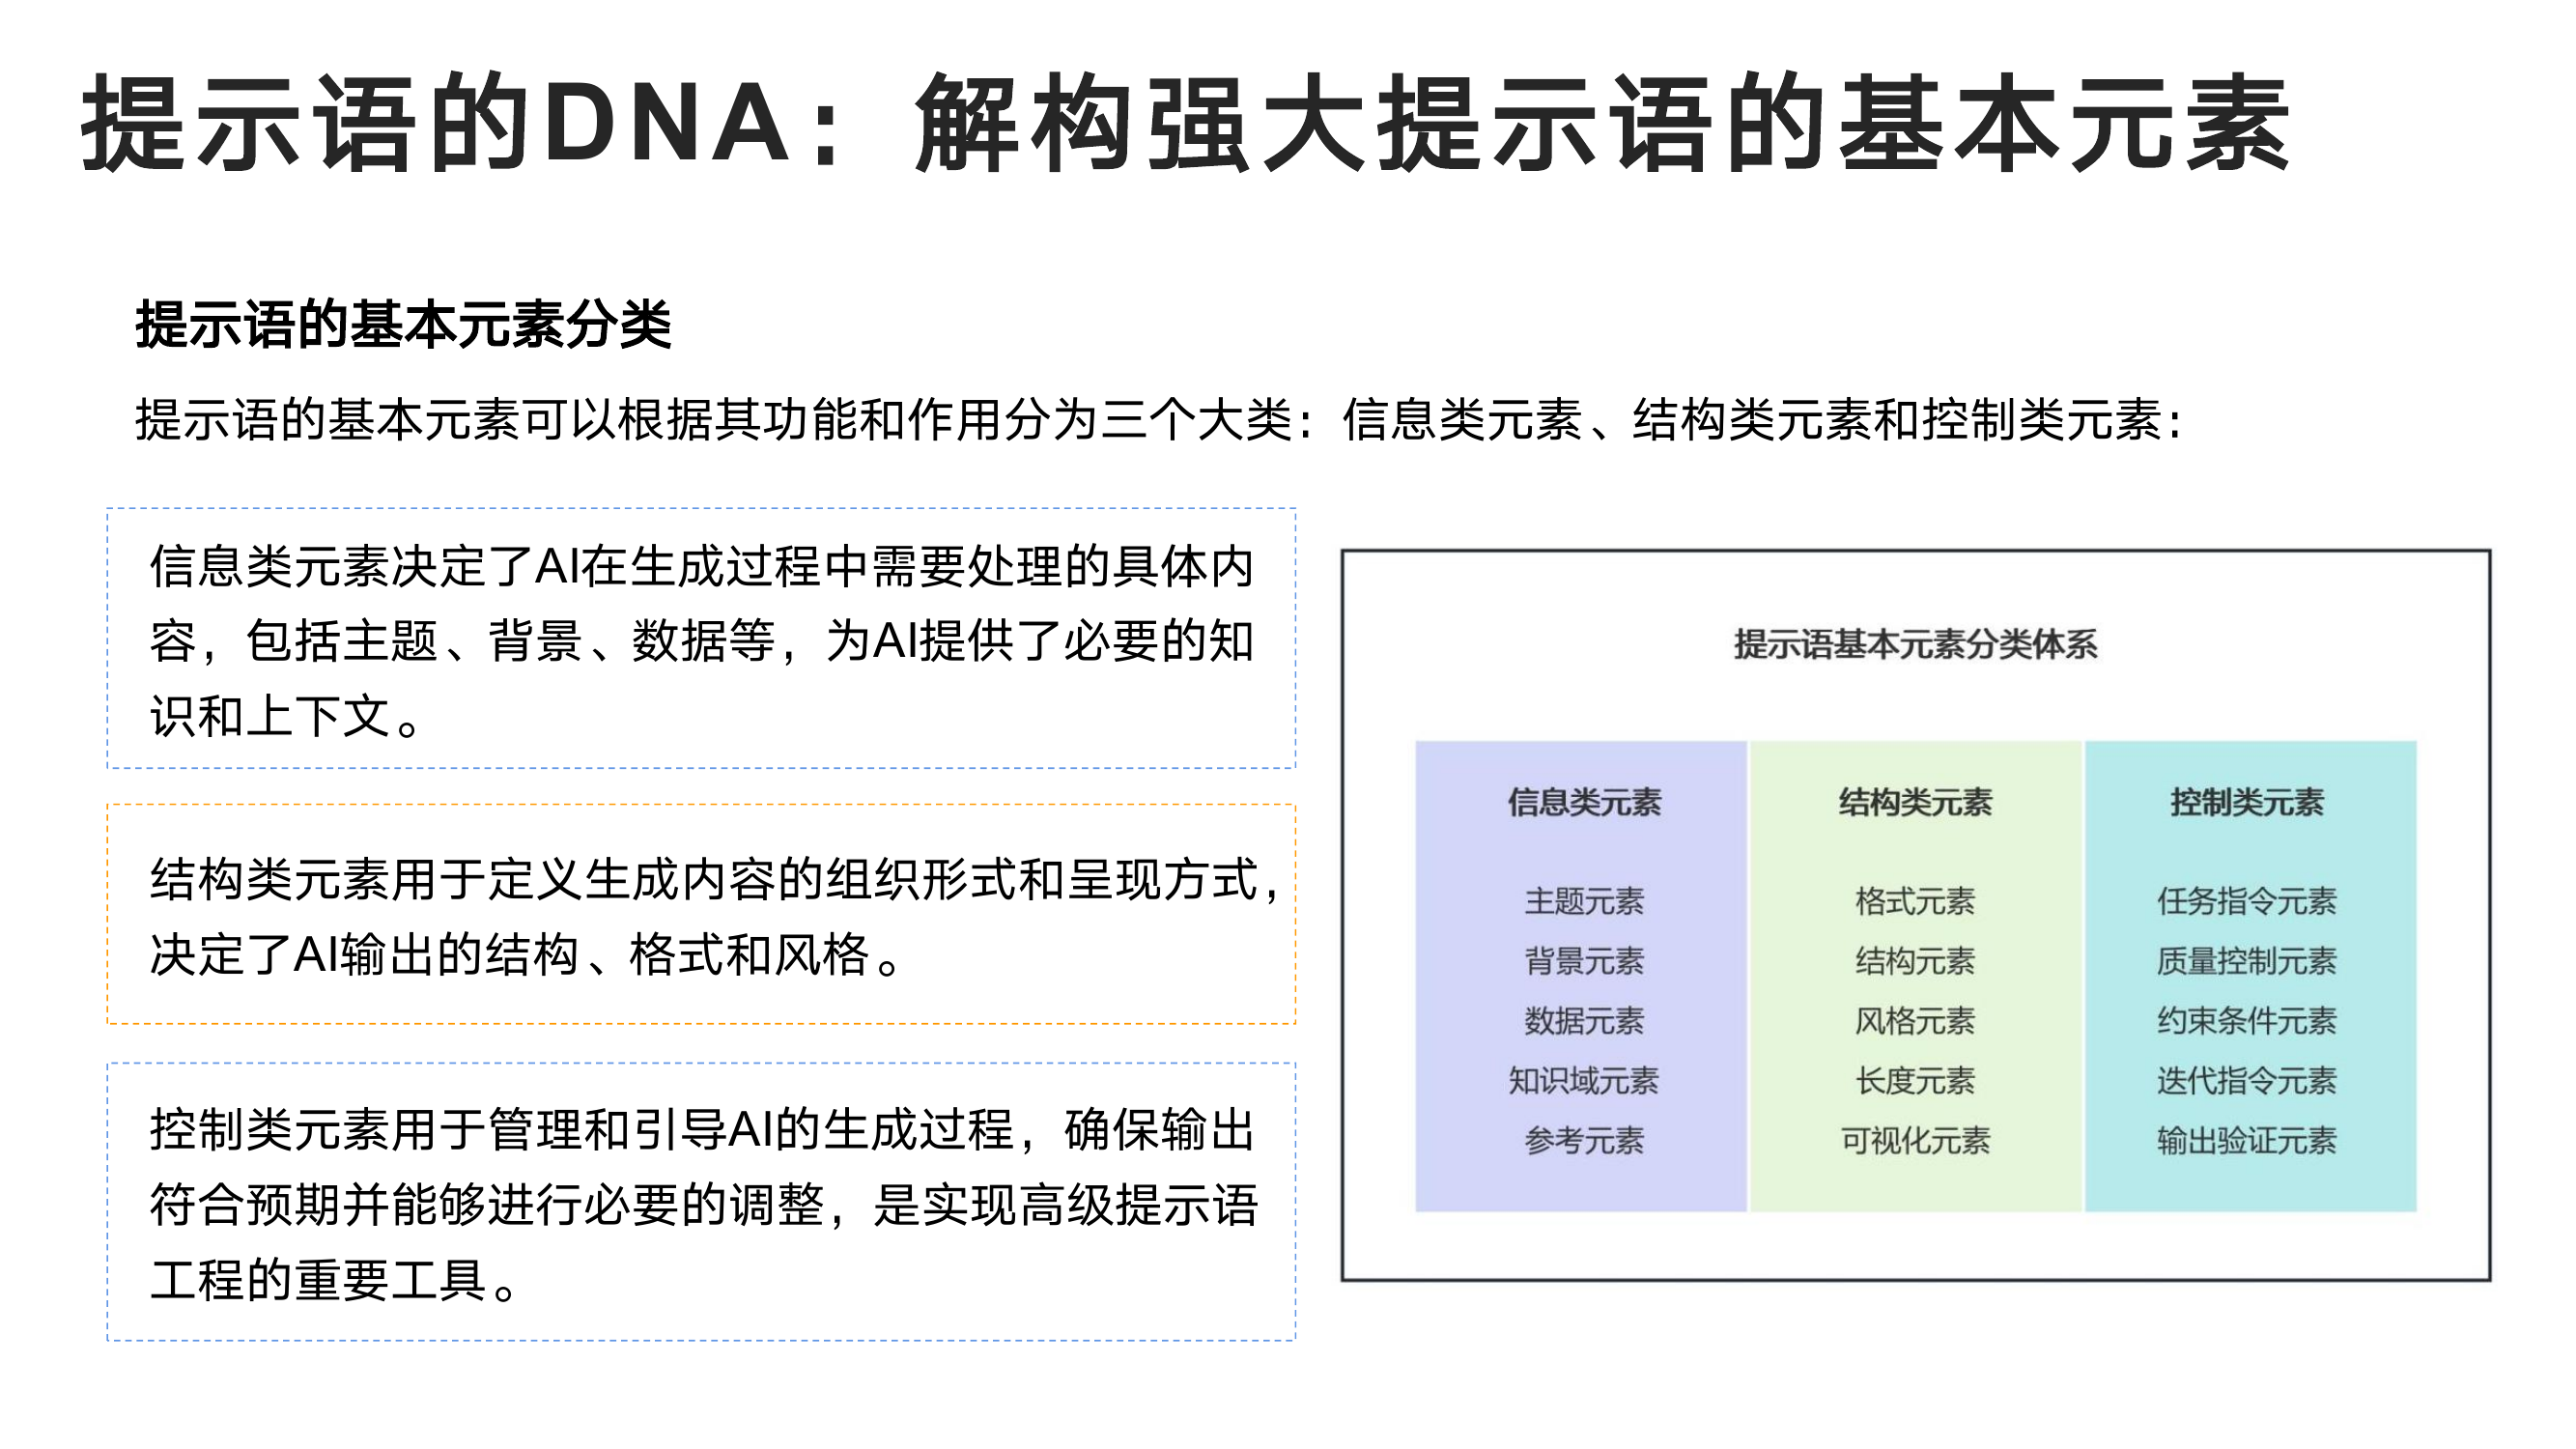 提示语的DNA：解构强大提示语的基本元素
提示语的基本元素分类
提示语的基本元素可以根据其功能和作用分为三个大类：信息类元素、结构类元素和控制类元素：
信息类元素决定了AI在生成过程中需要处理的具体内
容，包括主题、背景、数据等，为AI提供了必要的知
识和上下文。
结构类元素用于定义生成内容的组织形式和呈现方式，
决定了AI输出的结构、格式和风格。
控制类元素用于管理和引导AI的生成过程，确保输出
符合预期并能够进行必要的调整，是实现高级提示语
工程的重要工具。
提示语基本元素分类体系
信息类元素
主题元素
背景元素
数据元素
知识域元素
参考元素
结构类元素
格式元素
结构元素
风格元素
长度元素
可视化元素
控制类元素
任务指令元素
质量控制元素
约束条件元素
迭代指令元素
输出验证元素